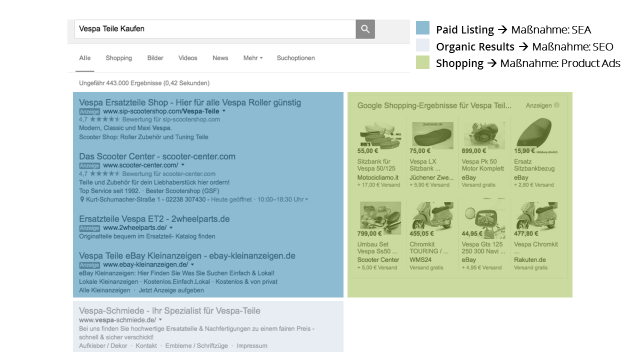 Vespa Teile Kaufen
Paid Listing → Maßnahme: SEA
Organic Results → Maßnahme: SEO
Shopping → Maßnahme: Product Ads
Alle Shopping Bilder Videos News Mehr Suchoptionen
Ungefähr 443.000 Ergebnisse (0,42 Sekunden)
Vespa Ersatzteile Shop - Hier für alle Vespa Roller günstig
Anzeige www.sip-scootershop.com/Vespa-Teile
4,7 ★★★★★ Bewertung für sip-scootershop.com
Modern, Classic und Maxi Vespa.
Scooter Shop: Roller Zubehör und Tuning Teile
Das Scooter Center - scooter-center.com
Anzeige www.scooter-center.com/
4,7 ★★★★★ Bewertung für scooter-center.com
Teile und Zubehör für dein Liebhaberstück hier ordern!
Top Service seit 1992. · Bester Scootershop (GSF)
Kurt-Schumacher-Straße 1 - 02238 307430 - Heute geöffnet · 10:00–18:30 Uhr
Ersatzteile Vespa ET2 - 2wheelparts.de
Anzeige www.2wheelparts.de/
Originalteile bequem im Ersatzteil- Katalog finden
Vespa Teile eBay Kleinanzeigen - ebay-kleinanzeigen.de
Anzeige www.ebay-kleinanzeigen.de/
eBay Kleinanzeigen: Hier Finden Sie Was Sie Suchen Einfach & Lokal!
Lokale Kleinanzeigen · Kostenlos Einfach Lokal · Kostenlos & von privat
Alle Kleinanzeigen · Jetzt Anzeige aufgeben
Vespa-Schmiede - Ihr Spezialist für Vespa-Teile
www.vespa-schmiede.de/
Bei uns finden Sie hochwertige Ersatzteile & Nachfertigungen zu einem fairen Preis -
schnell & sicher verschickt!
Aufkleber / Dekor · Kontakt · Embleme / Schriftzüge · Impressum
Google Shopping-Ergebnisse für Vespa Teil... Anzeigen
55,00 € 75,00 € 899,00 € 15,90 €
Sitzbank für Vespa LX Vespa Pk 50 Ersatz
Vespa 50/125 Sitzbank ... Motor Komplett Sitzbankbezug
Motociclismo.it Jüchener Zwe... eBay eBay
+ 17,00 € Versand + 5,90 € Versand Versand gratis + 2,80 € Versand
799,00 € 459,05 € 44,95 € 477,80 €
Umbau Set Chromkit Vespa Gts 125 Vespa Chromkit
Vespa Sx50 ... TOURING / ... 250 300 Nevi ... ...
Scooter Center WMS24 eBay Rakuten.de
+ 5,00 € Versand Versand gratis + 4,95 € Versand Versand gratis